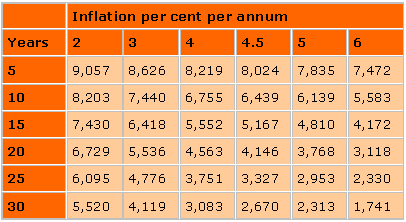 Inflation per cent per annum
Years 2 3 4 4.5 5 6
5 9,057 8,626 8,219 8,024 7,835 7,472
10 8,203 7,440 6,755 6,439 6,139 5,583
15 7,430 6,418 5,552 5,167 4,810 4,172
20 6,729 5,536 4,563 4,146 3,768 3,118
25 6,095 4,776 3,751 3,327 2,953 2,330
30 5,520 4,119 3,083 2,670 2,313 1,741